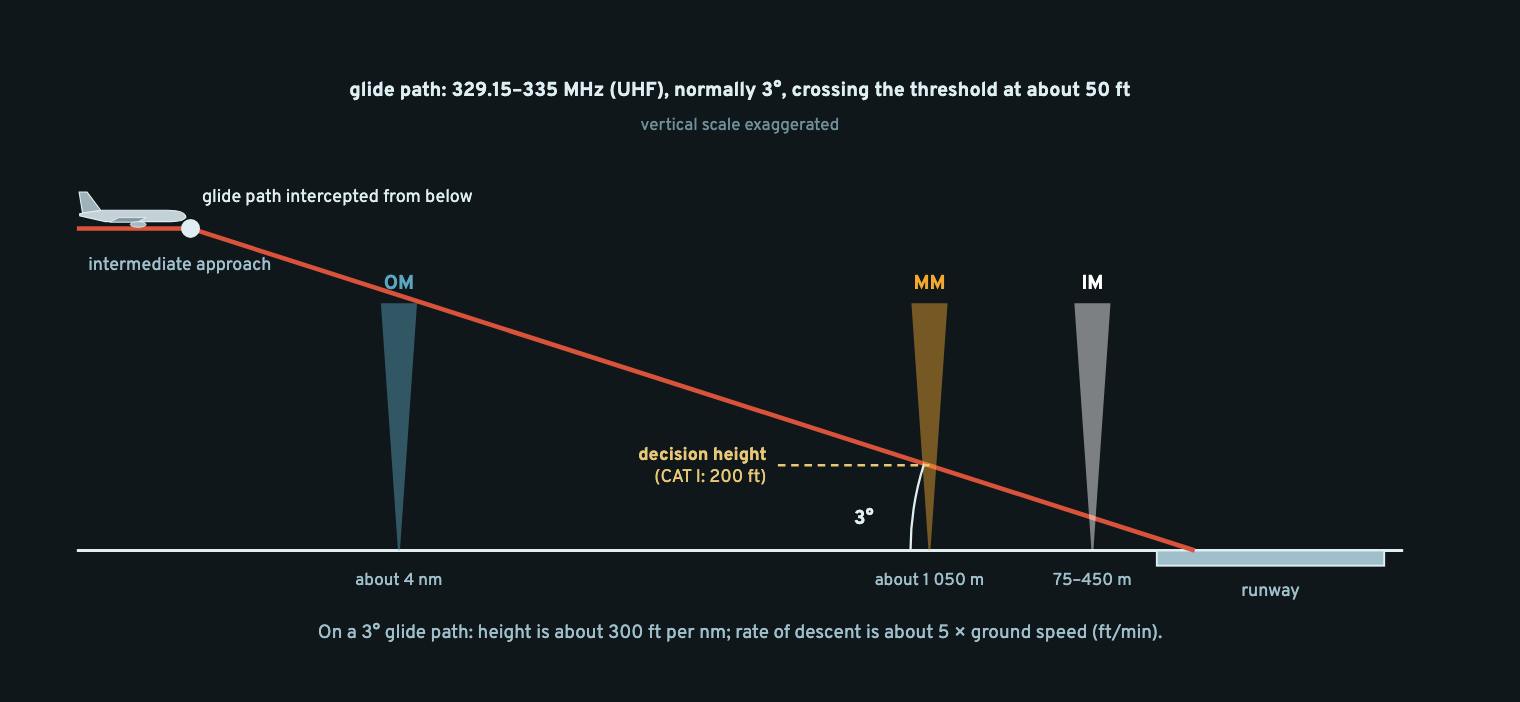 glide path: 329.15–335 MHz (UHF), normally 3°, crossing the threshold at about 50 ft
vertical scale exaggerated
glide path intercepted from below
intermediate approach
OM
MM
IM
decision height
(CAT I: 200 ft)
3°
about 4 nm
about 1 050 m
75–450 m
runway
On a 3° glide path: height is about 300 ft per nm; rate of descent is about 5 × ground speed (ft/min).